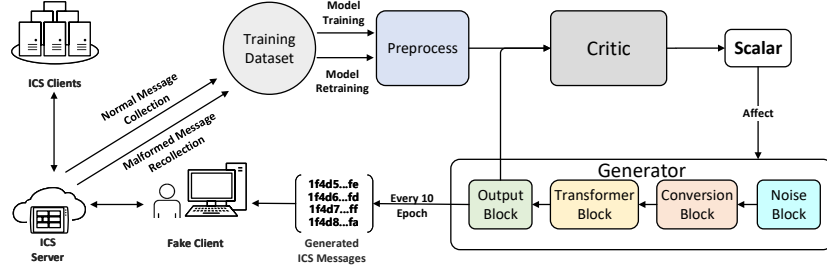 ICS Clients
Normal Message
Collection
Malformed Message
Recollection
Training
Dataset
Model
Training
Model
Retraining
Preprocess
Critic
Scalar
Affect
Generator
Output
Block
Transformer
Block
Conversion
Block
Noise
Block
Every 10
Epoch
1f4d5...fe
1f4d6...fd
1f4d7...ff
1f4d8...fa
Generated
ICS Messages
Fake Client
ICS
Server